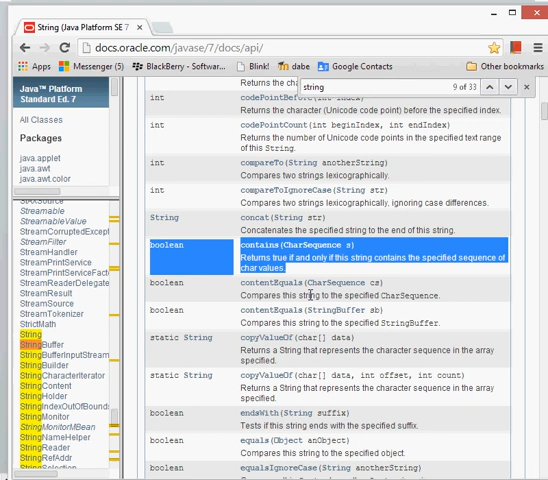 String (Java Platform SE 7
docs.oracle.com/javase/7/docs/api/
Apps
Messenger (5)
BlackBerry - Softwar...
Blink!
dabe
Google Contacts
Other bookmarks
string
9 of 33
Java™ Platform
Standard Ed. 7
All Classes
Packages
java.applet
java.awt
java.awt.color
StAXSource
Streamable
StreamableValue
StreamCorruptedExcept
StreamFilter
StreamHandler
StreamPrintService
StreamPrintServiceFact
StreamReaderDelegate
StreamResult
StreamSource
StreamTokenizer
StrictMath
String
StringBuffer
StringBufferInputStream
StringBuilder
StringCharacterIterator
StringContent
StringHolder
StringIndexOutOfBounds
StringMonitor
StringMonitorMBean
StringNameHelper
StringReader
StringRefAddr
StringSelection
Returns the
int
codePointBefore(int index)
Returns the character (Unicode code point) before the specified index.
int
codePointCount(int beginIndex, int endIndex)
Returns the number of Unicode code points in the specified text range
of this String.
int
compareTo(String anotherString)
Compares two strings lexicographically.
int
compareToIgnoreCase(String str)
Compares two strings lexicographically, ignoring case differences.
String
concat(String str)
Concatenates the specified string to the end of this string.
boolean
contains(CharSequence s)
Returns true if and only if this string contains the specified sequence of
char values.
boolean
contentEquals(CharSequence cs)
Compares this string to the specified CharSequence.
boolean
contentEquals(StringBuffer sb)
Compares this string to the specified StringBuffer.
static String
copyValueOf(char[] data)
Returns a String that represents the character sequence in the array
specified.
static String
copyValueOf(char[] data, int offset, int count)
Returns a String that represents the character sequence in the array
specified.
boolean
endsWith(String suffix)
Tests if this string ends with the specified suffix.
boolean
equals(Object anObject)
Compares this string to the specified object.
boolean
equalsIgnoreCase(String anotherString)